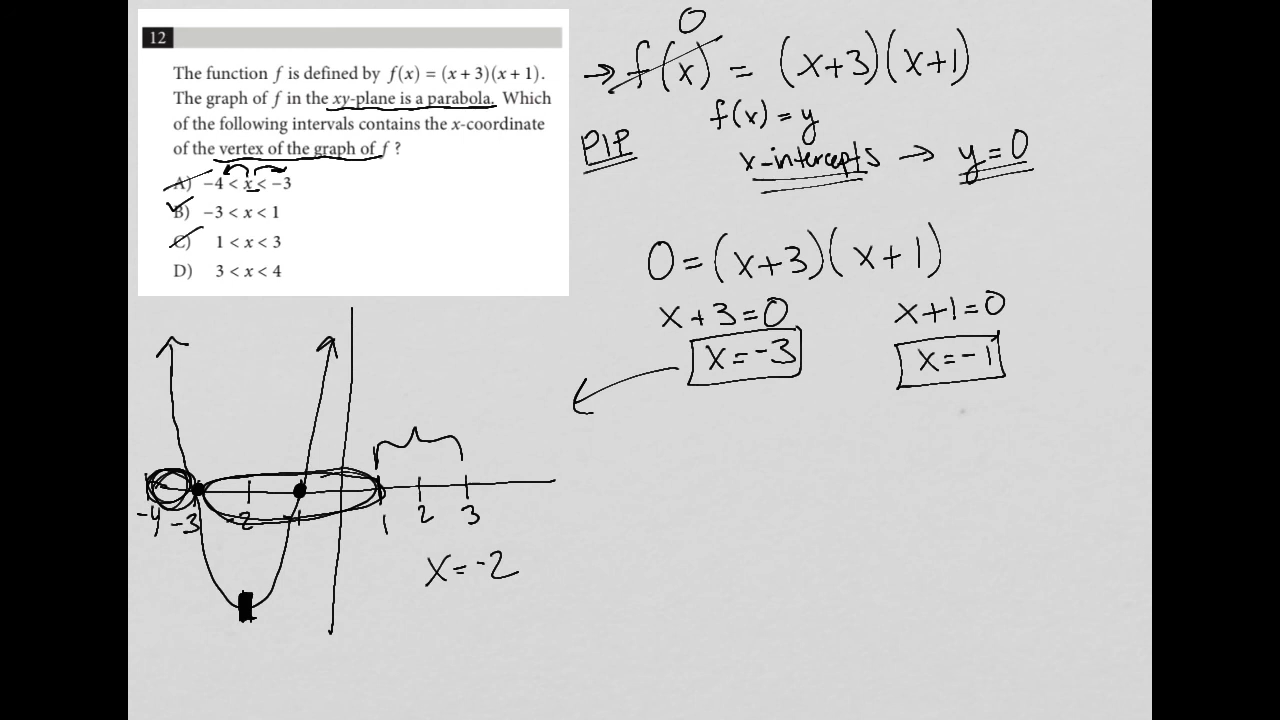 12
The function f is defined by f(x) = (x + 3)(x + 1).
The graph of f in the xy-plane is a parabola. Which
of the following intervals contains the x-coordinate
of the vertex of the graph of f ?
A) −4 < x < −3
B) −3 < x < 1
C) 1 < x < 3
D) 3 < x < 4
0
→ f(x) = (x+3)(x+1)
f(x) = y
PIP
x-intercepts → y=0
0=(x+3)(x+1)
x+3=0
x+1=0
x=-3
x=-1
-4 -3 -2 -1 1 2 3
x=-2